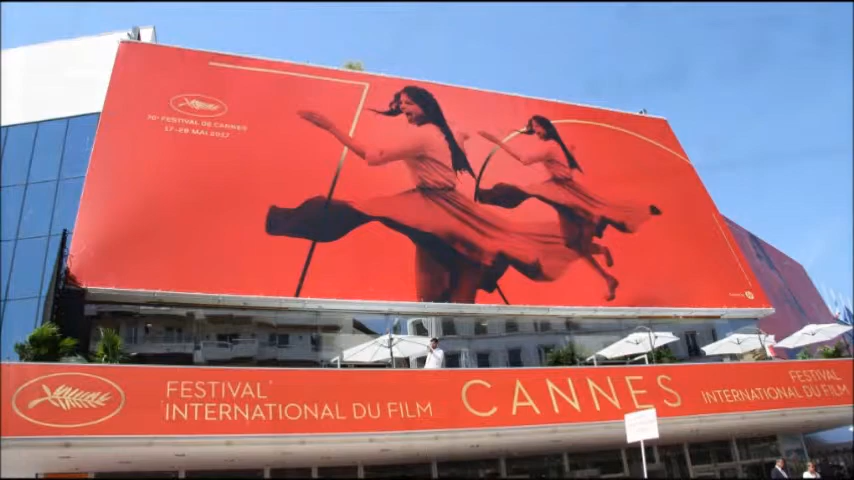 70e FESTIVAL DE CANNES
17-28 MAI 2017
FESTIVAL
INTERNATIONAL DU FILM
CANNES
FESTIVAL
INTERNATIONAL DU FILM